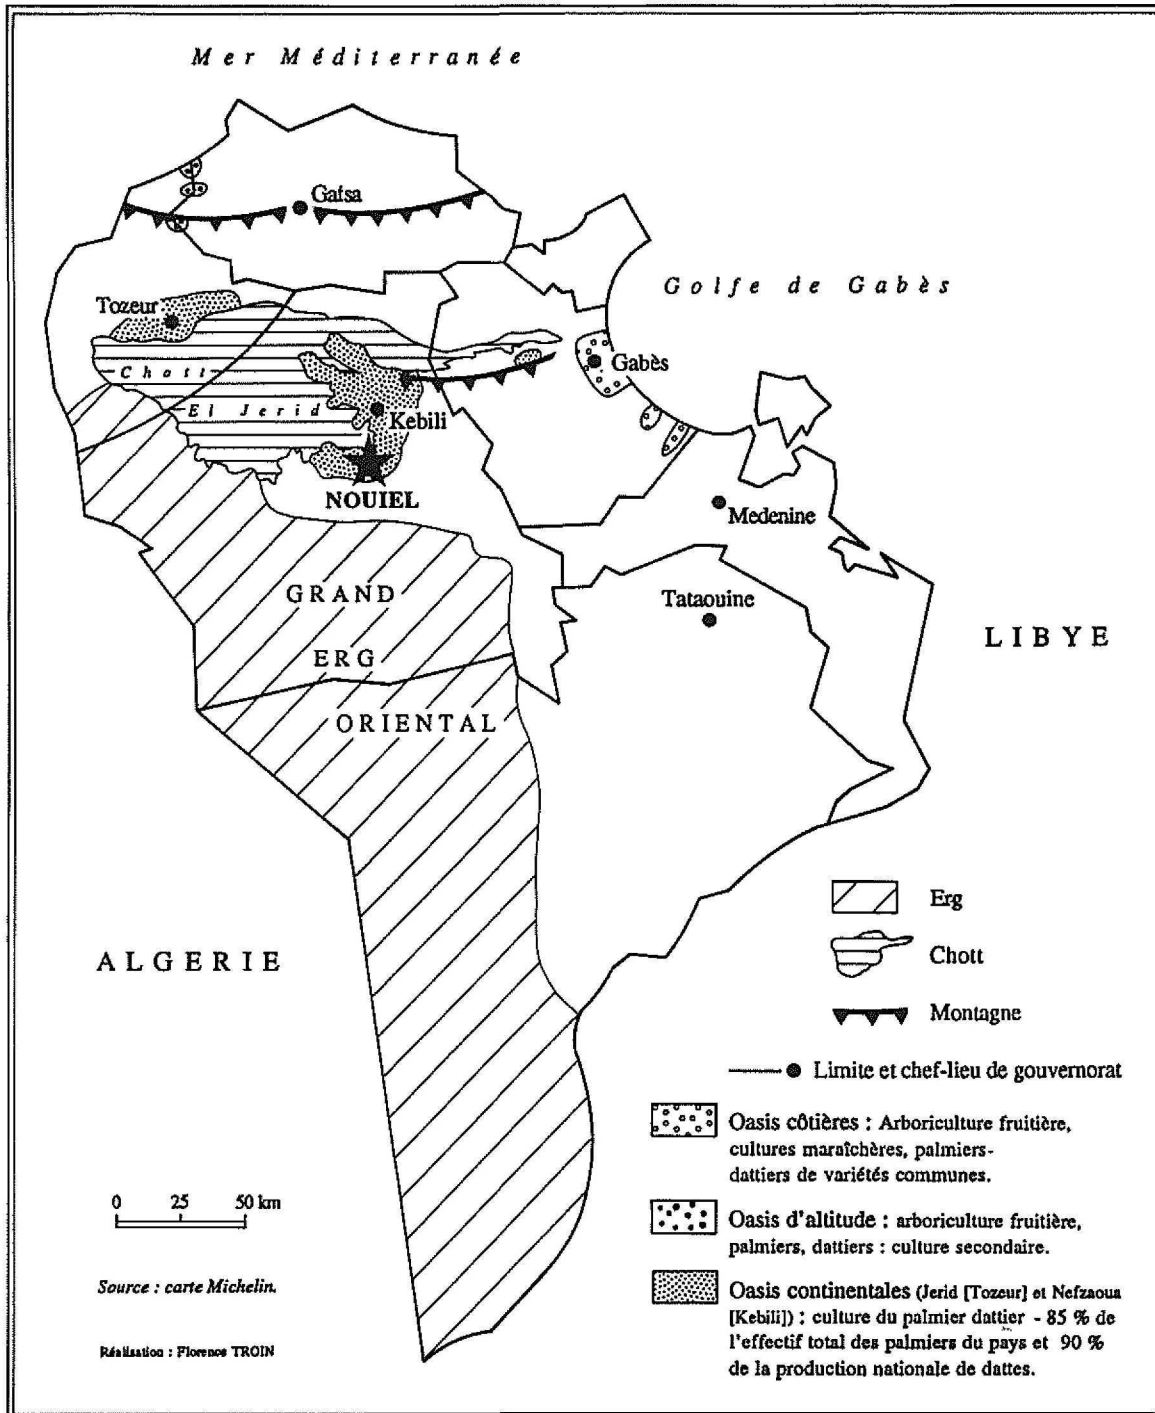 Mer Méditerranée
Gafsa
Golfe de Gabès
Tozeur
Chott
Gabès
El Jerid
Kebili
NOUIEL
Medenine
GRAND
Tataouine
LIBYE
ERG
ORIENTAL
ALGERIE
Erg
Chott
Montagne
Limite et chef-lieu de gouvernorat
Oasis côtières : Arboriculture fruitière,
cultures maraîchères, palmiers-
dattiers de variétés communes.
Oasis d'altitude : arboriculture fruitière,
palmiers, dattiers : culture secondaire.
Oasis continentales (Jerid [Tozeur] et Nefzaoua
[Kebili]) : culture du palmier dattier - 85 % de
l'effectif total des palmiers du pays et 90 %
de la production nationale de dattes.
0 25 50 km
Source : carte Michelin.
Réalisation : Florence TROIN